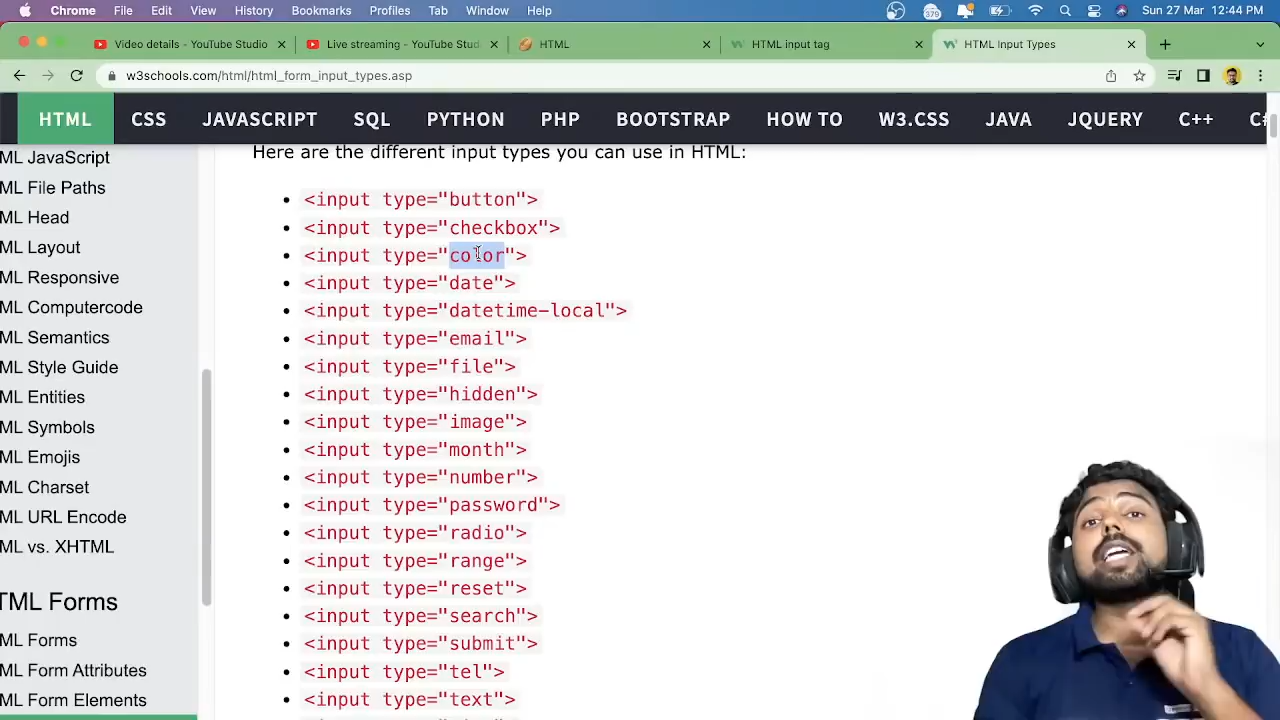 Chrome File Edit View History Bookmarks Profiles Tab Window Help 379 Sun 27 Mar 12:44 PM
Video details - YouTube Studio Live streaming - YouTube Stud HTML HTML input tag HTML Input Types
w3schools.com/html/html_form_input_types.asp
HTML CSS JAVASCRIPT SQL PYTHON PHP BOOTSTRAP HOW TO W3.CSS JAVA JQUERY C++ C#
ML JavaScript
ML File Paths
ML Head
ML Layout
ML Responsive
ML Computercode
ML Semantics
ML Style Guide
ML Entities
ML Symbols
ML Emojis
ML Charset
ML URL Encode
ML vs. XHTML
TML Forms
ML Forms
ML Form Attributes
ML Form Elements
Here are the different input types you can use in HTML:
• <input type="button">
• <input type="checkbox">
• <input type="color">
• <input type="date">
• <input type="datetime-local">
• <input type="email">
• <input type="file">
• <input type="hidden">
• <input type="image">
• <input type="month">
• <input type="number">
• <input type="password">
• <input type="radio">
• <input type="range">
• <input type="reset">
• <input type="search">
• <input type="submit">
• <input type="tel">
• <input type="text">